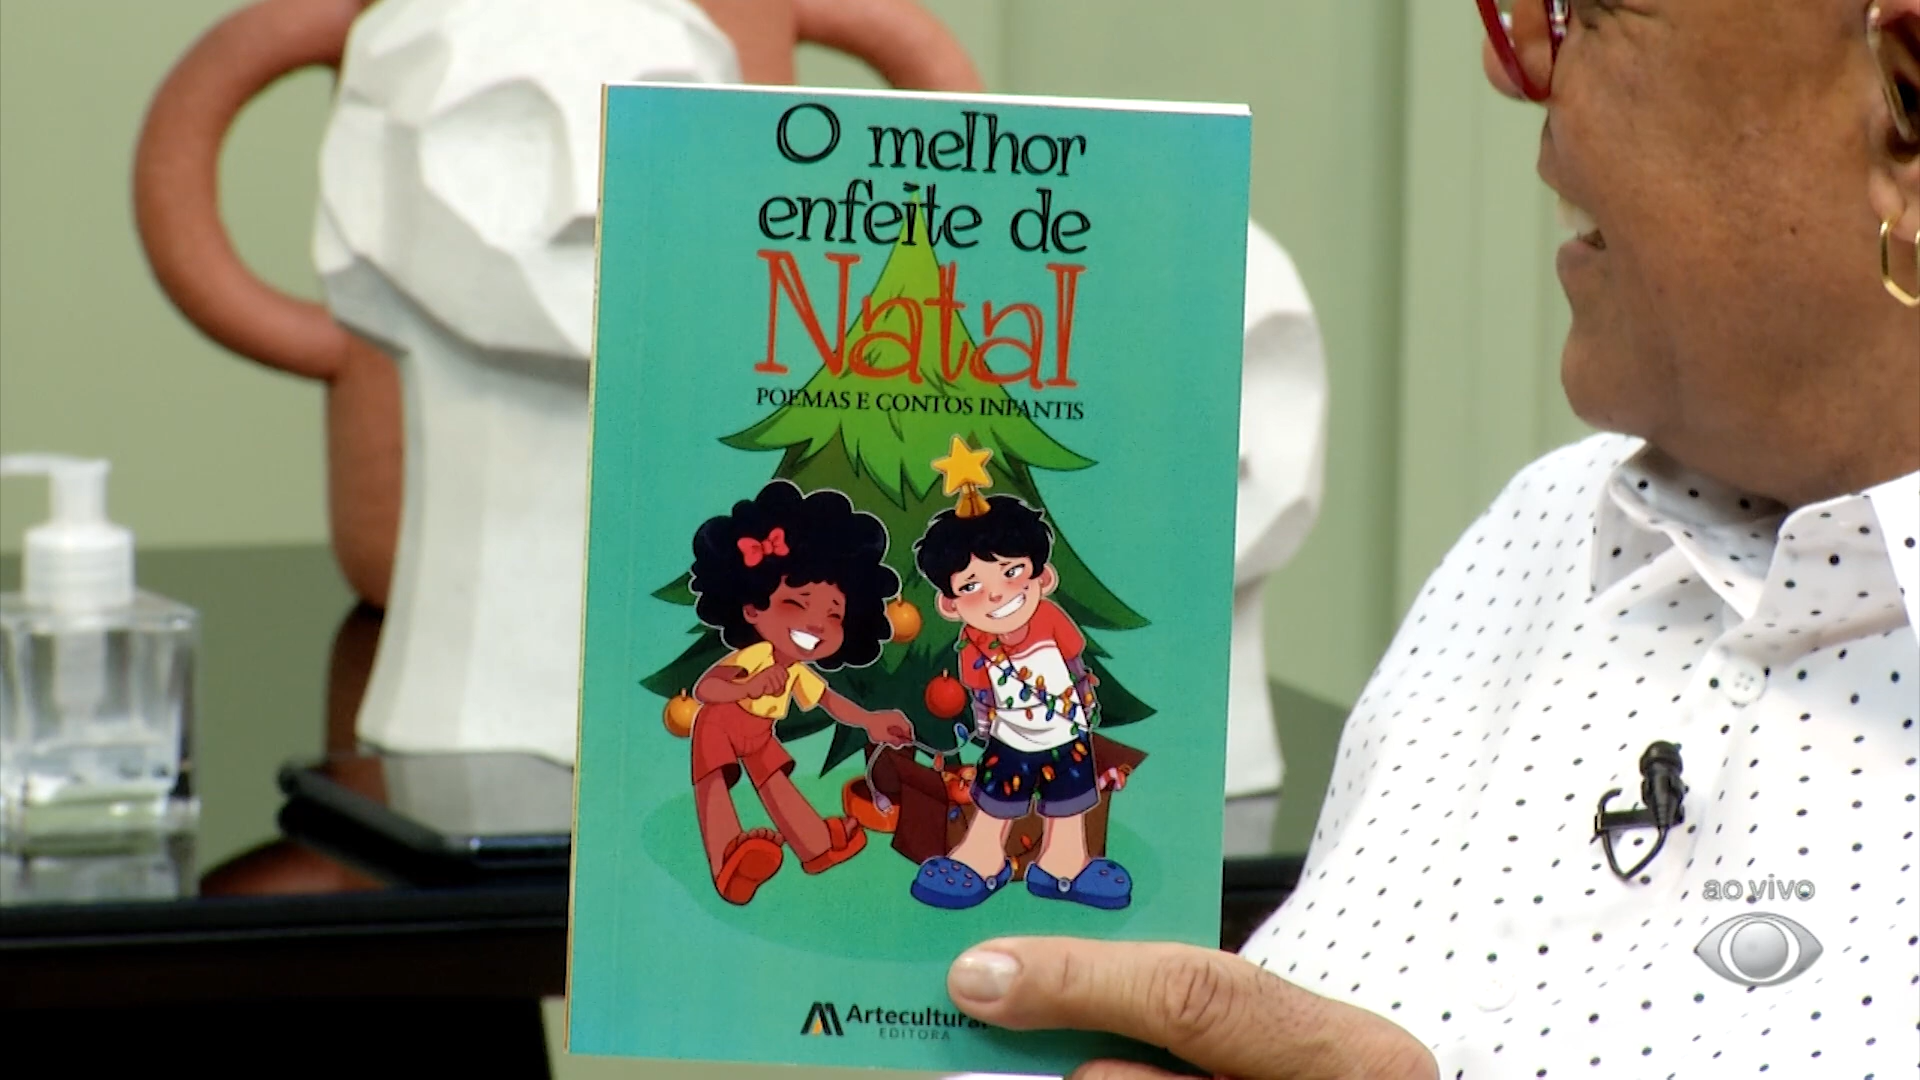 O melhor
enfeite de
Natal
POEMAS E CONTOS INFANTIS
Artecultural
EDITORA
ao vivo